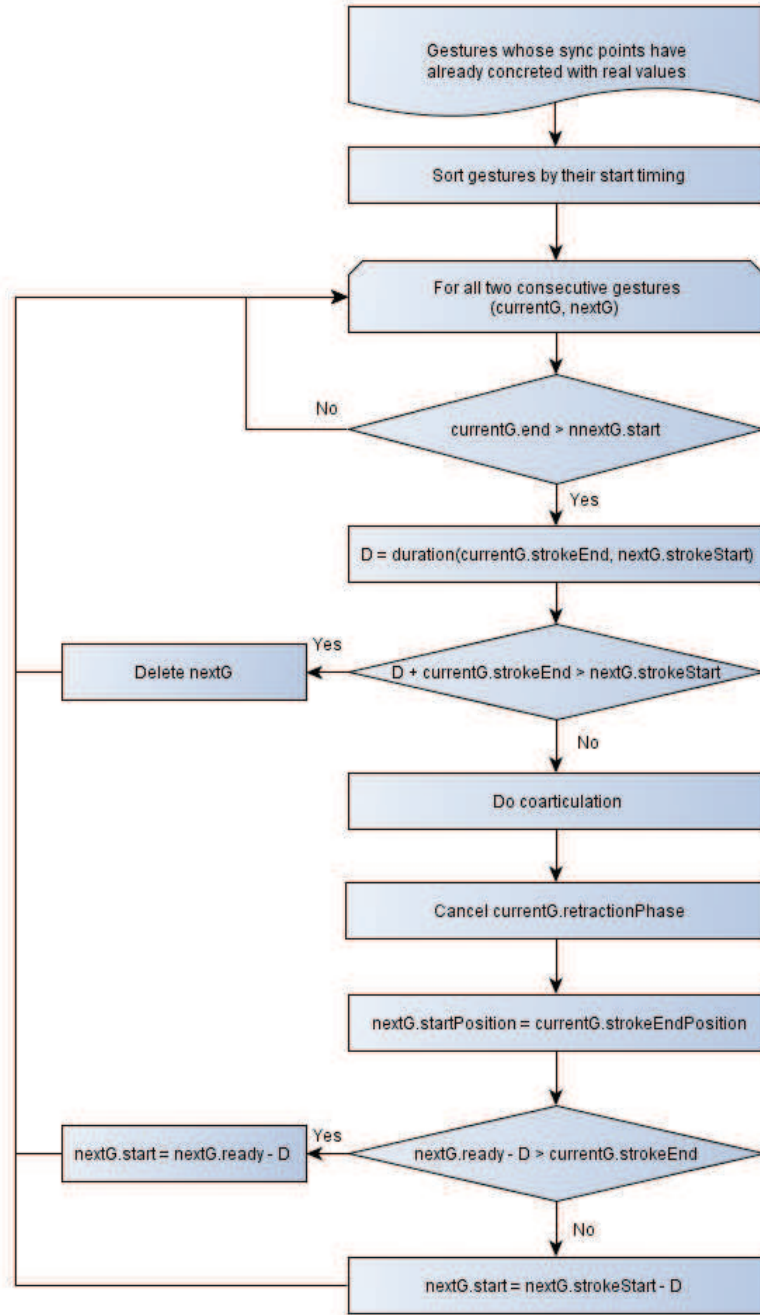 Gestures whose sync points have
already concreted with real values
Sort gestures by their start timing
For all two consecutive gestures
(currentG, nextG)
No
currentG.end > nnextG.start
Yes
D = duration(currentG.strokeEnd, nextG.strokeStart)
Yes
Delete nextG
D + currentG.strokeEnd > nextG.strokeStart
No
Do coarticulation
Cancel currentG.retractionPhase
nextG.startPosition = currentG.strokeEndPosition
Yes
nextG.start = nextG.ready - D
nextG.ready - D > currentG.strokeEnd
No
nextG.start = nextG.strokeStart - D